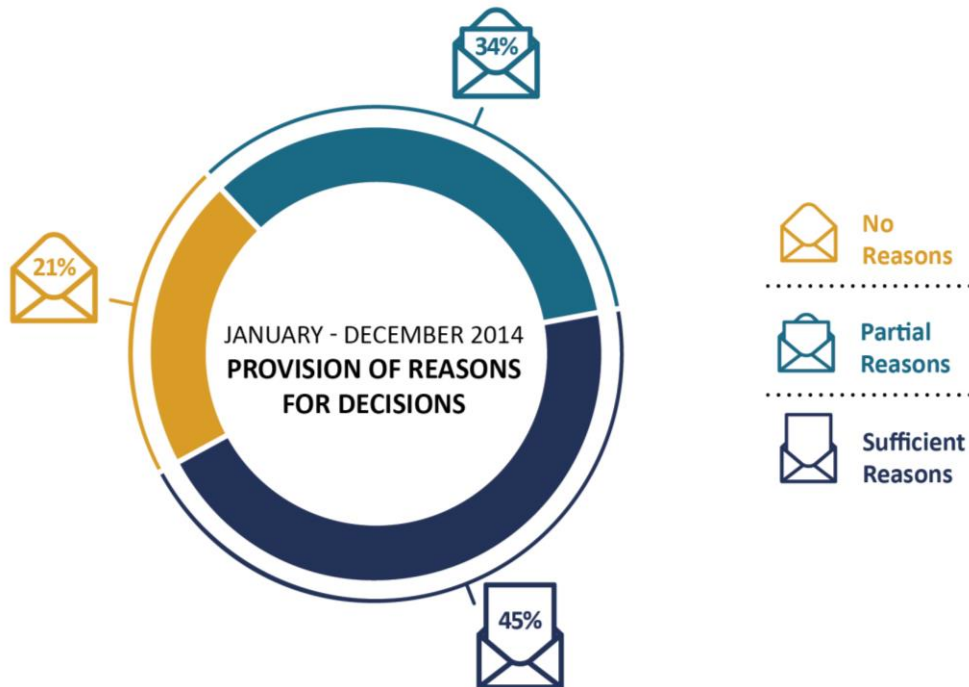 34%
21%
JANUARY - DECEMBER 2014
PROVISION OF REASONS
FOR DECISIONS
45%
No
Reasons
Partial
Reasons
Sufficient
Reasons